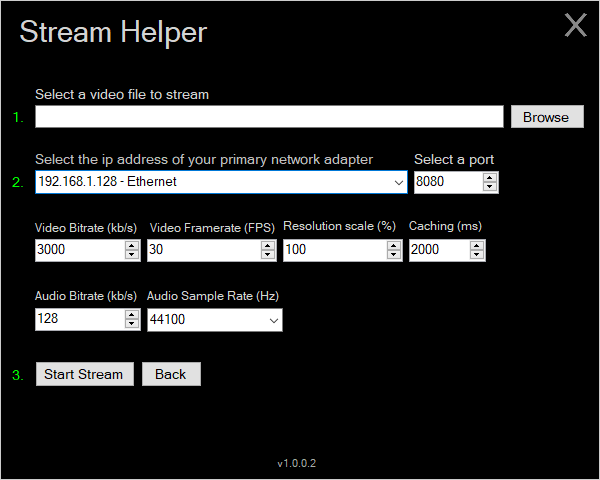 Stream Helper X
Select a video file to stream
1. Browse
Select the ip address of your primary network adapter Select a port
2. 192.168.1.128 - Ethernet 8080
Video Bitrate (kb/s) Video Framerate (FPS) Resolution scale (%) Caching (ms)
3000 30 100 2000
Audio Bitrate (kb/s) Audio Sample Rate (Hz)
128 44100
3. Start Stream Back
v1.0.0.2